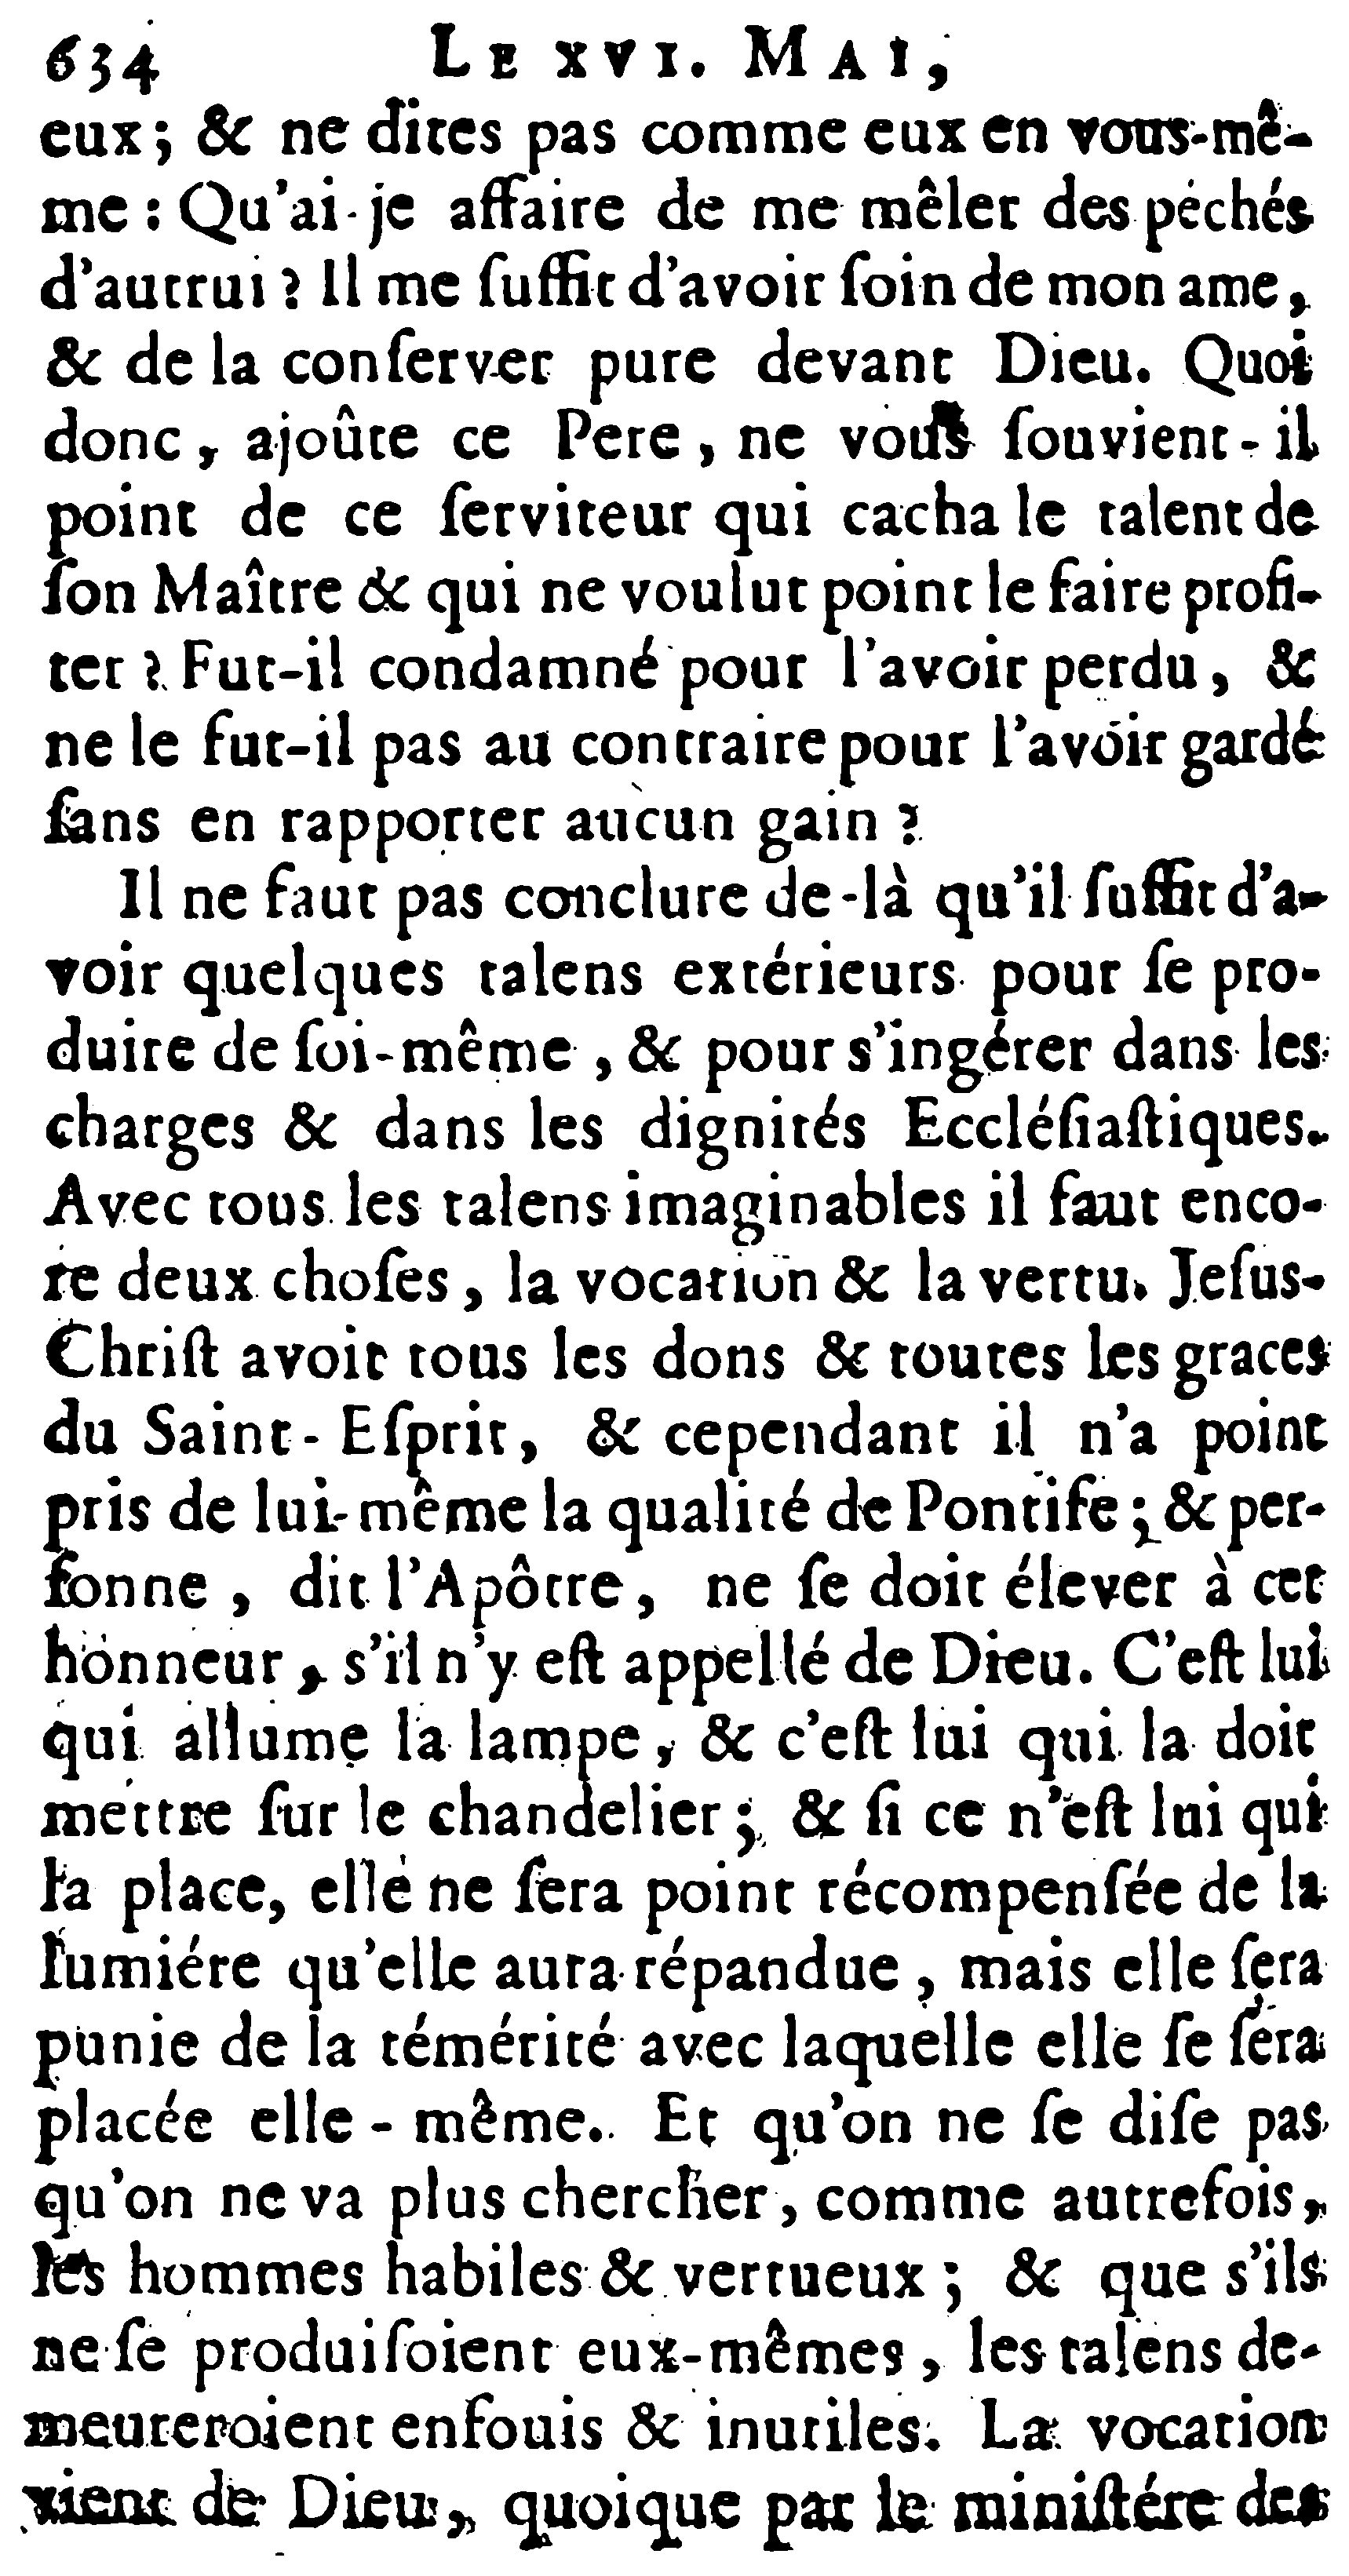 634 LE XVI. MAI,
eux; & ne dites pas comme eux en vous-mê-
me : Qu'ai-je affaire de me mêler des péchés
d'autrui ? Il me ſuffit d'avoir ſoin de mon ame,
& de la conſerver pure devant Dieu. Quoi
donc, ajoûte ce Pere, ne vous ſouvient-il
point de ce ſerviteur qui cacha le talent de
ſon Maître & qui ne voulut point le faire profi-
ter ? Fut-il condamné pour l'avoir perdu, &
ne le fut-il pas au contraire pour l'avoir gardé
ſans en rapporter aucun gain ?
Il ne faut pas conclure de-là qu'il ſuffit d'a-
voir quelques talens extérieurs pour ſe pro-
duire de ſoi-même, & pour s'ingérer dans les
charges & dans les dignités Eccléſiaſtiques.
Avec tous les talens imaginables il faut enco-
re deux choſes, la vocation & la vertu. Jeſus-
Chriſt avoit tous les dons & toutes les graces
du Saint-Eſprit, & cependant il n'a point
pris de lui-même la qualité de Pontife ; & per-
ſonne, dit l'Apôtre, ne ſe doit élever à cet
honneur, s'il n'y eſt appellé de Dieu. C'eſt lui
qui allume la lampe, & c'eſt lui qui la doit
mettre ſur le chandelier ; & ſi ce n'eſt lui qui
la place, elle ne ſera point récompenſée de la
lumiére qu'elle aura répandue, mais elle ſera
punie de la témérité avec laquelle elle ſe ſera
placée elle-même. Et qu'on ne ſe diſe pas
qu'on ne va plus chercher, comme autrefois,
les hommes habiles & vertueux ; & que s'ils
ne ſe produiſoient eux-mêmes, les talens de-
meureroient enfouis & inutiles. La vocation
vient de Dieu, quoique par le miniſtére des